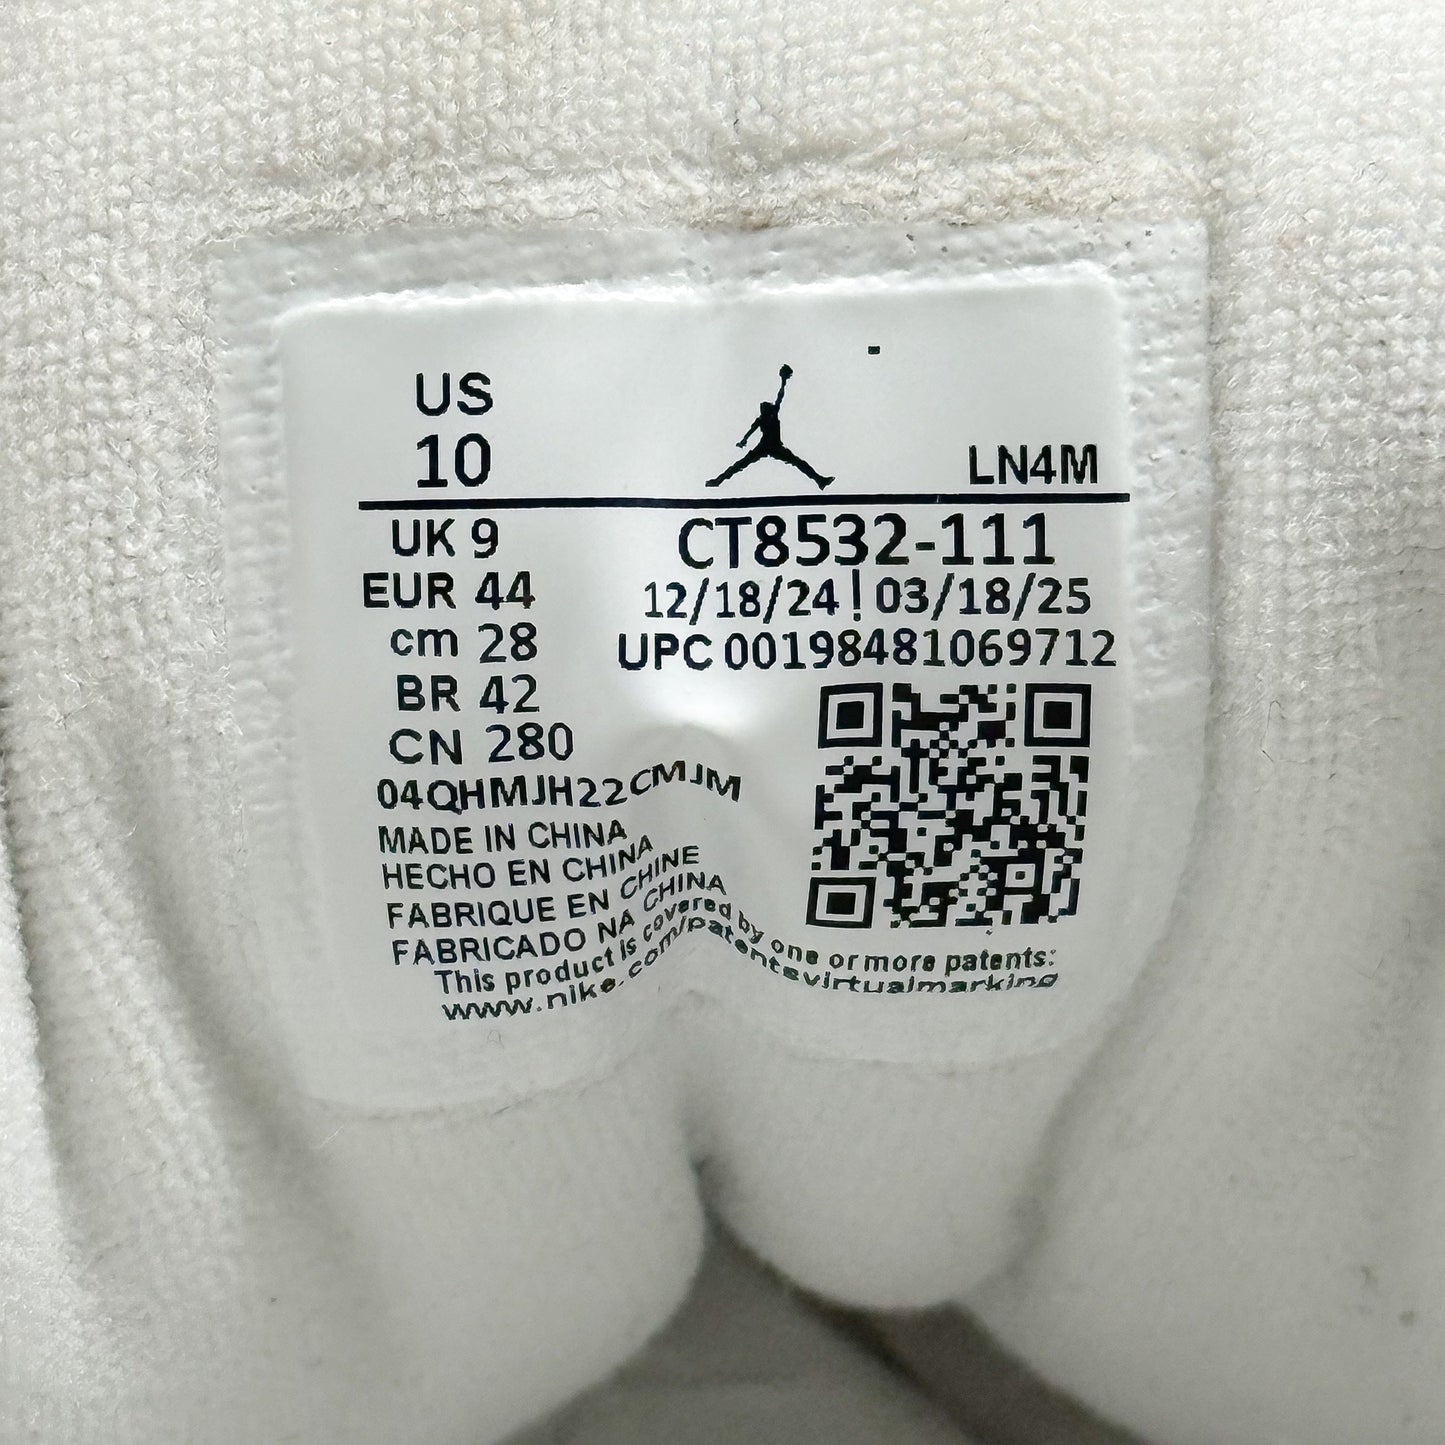 US
10
LN4M
UK 9
CT8532-111
EUR 44
12/18/24! 03/18/25
cm 28
UPC 00198481069712
BR 42
CN 280
04QHMJH22CMJM
MADE IN CHINA
HECHO EN CHINA
FABRIQUE EN CHINE
FABRICADO NA CHINA
This product is covered by one or more patents:
www.nike.com/patentsvirtualmarking